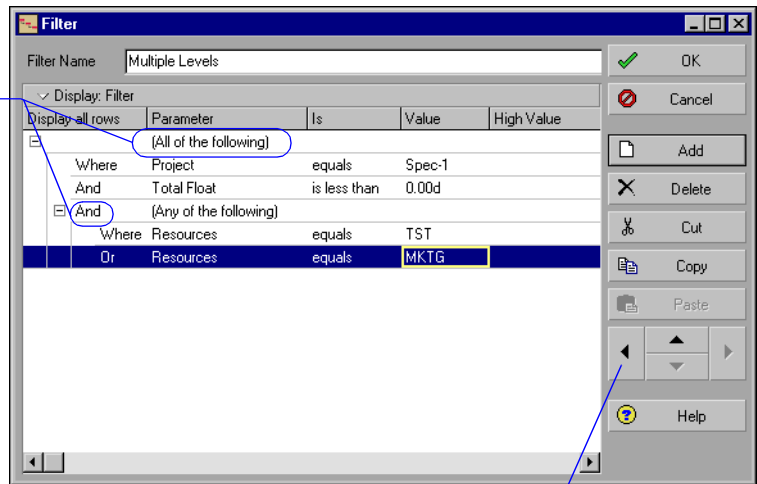 Filter
Filter Name Multiple Levels
Display: Filter
Display all rows Parameter Is Value High Value
(All of the following)
Where Project equals Spec-1
And Total Float is less than 0.00d
And (Any of the following)
Where Resources equals TST
Or Resources equals MKTG
OK
Cancel
Add
Delete
Cut
Copy
Paste
Help